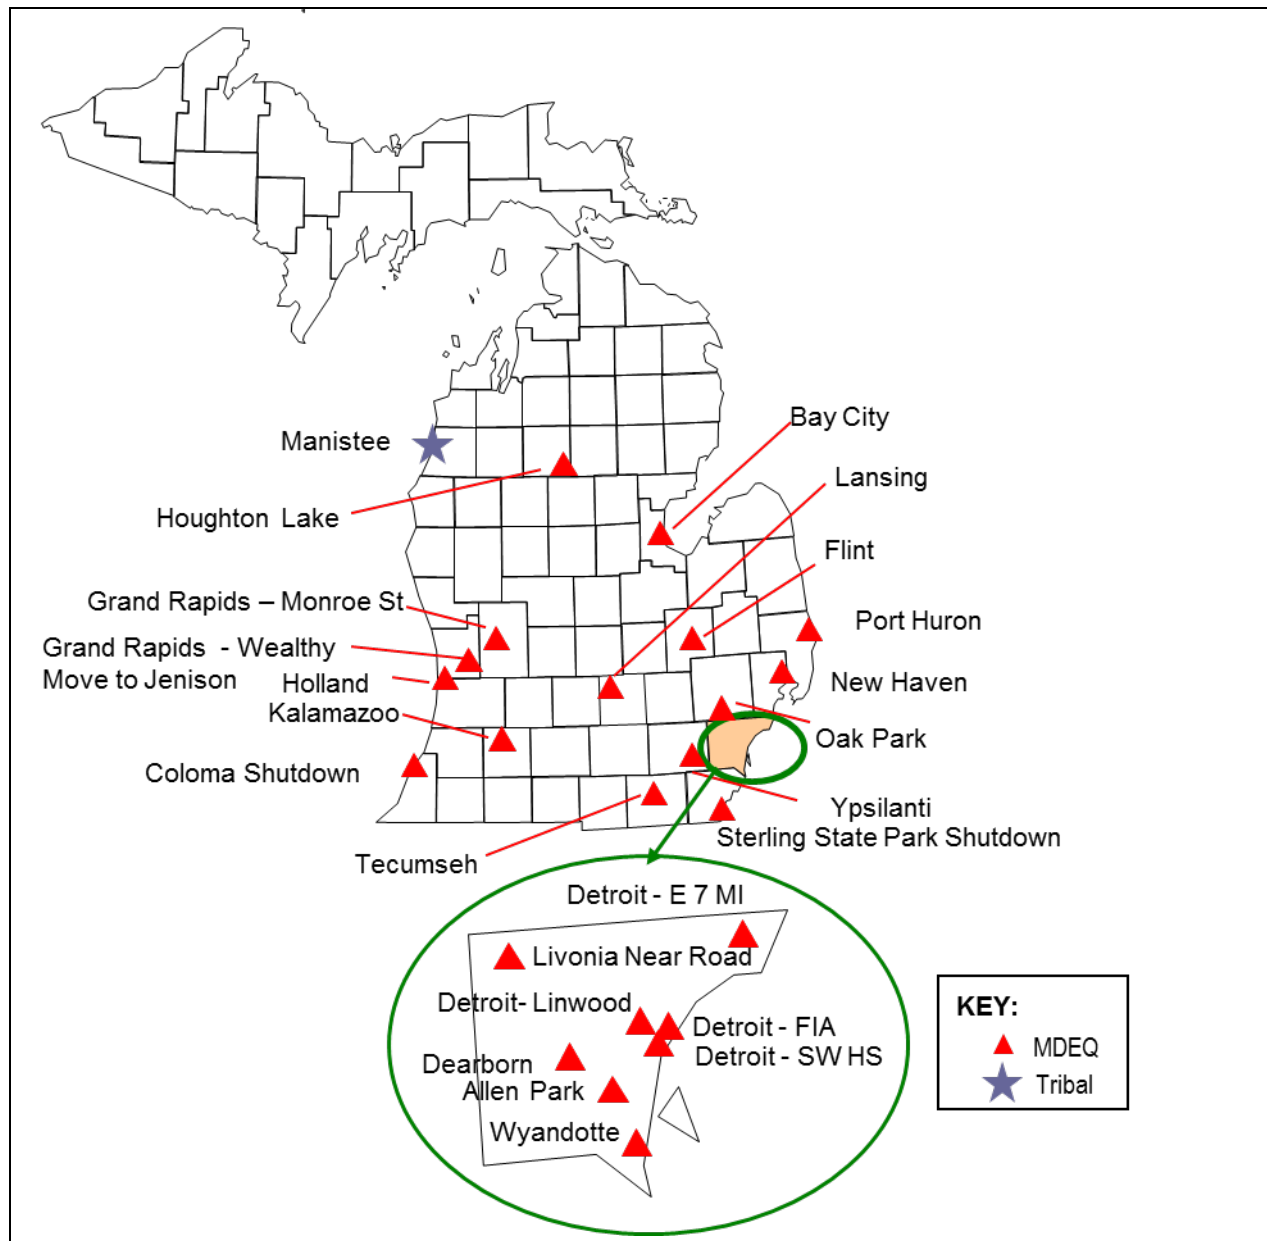 Bay City
Manistee
Lansing
Houghton Lake
Flint
Grand Rapids – Monroe St
Port Huron
Grand Rapids - Wealthy
Move to Jenison
New Haven
Holland
Kalamazoo
Oak Park
Coloma Shutdown
Ypsilanti
Sterling State Park Shutdown
Tecumseh
Detroit - E 7 MI
Livonia Near Road
Detroit- Linwood
Detroit - FIA
Detroit - SW HS
Dearborn
Allen Park
Wyandotte
KEY:
MDEQ
Tribal